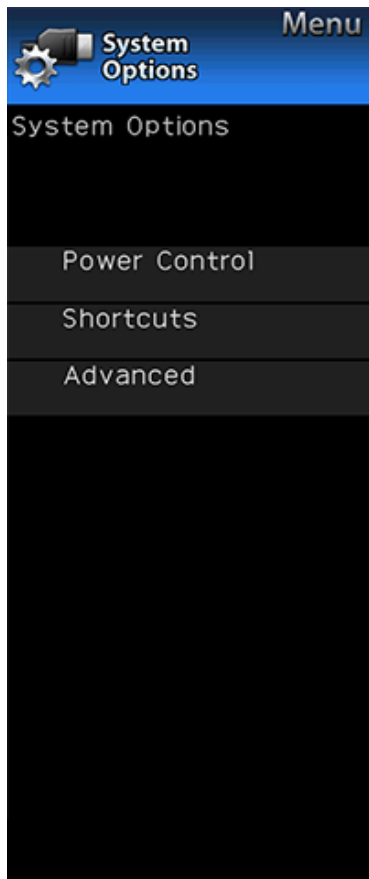 Menu
System
Options
System Options
Power Control
Shortcuts
Advanced